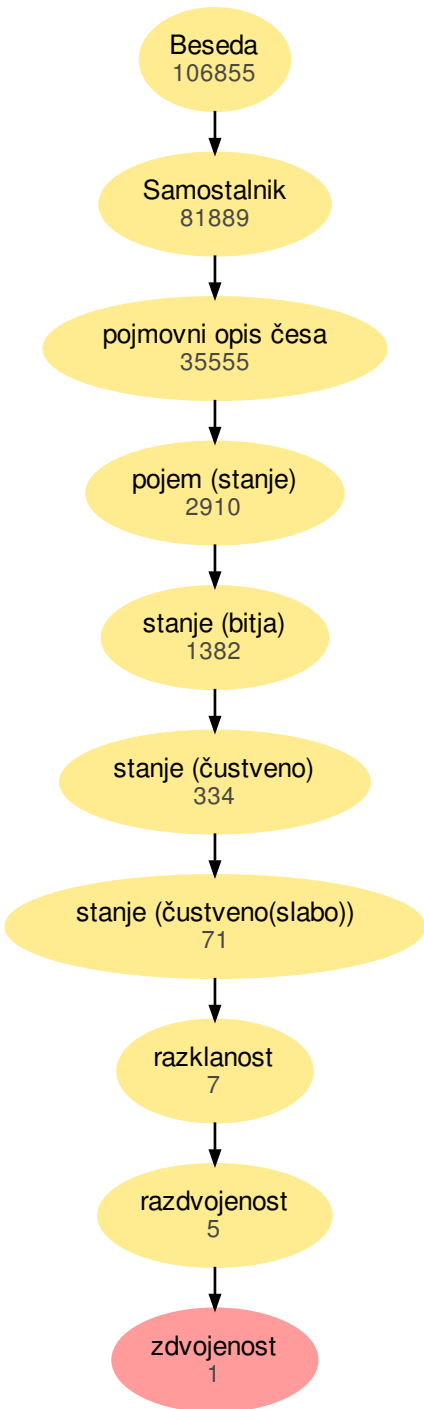 Beseda
106855
Samostalnik
81889
pojmovni opis česa
35555
pojem (stanje)
2910
stanje (bitja)
1382
stanje (čustveno)
334
stanje (čustveno(slabo))
71
razklanost
7
razdvojenost
5
zdvojenost
1